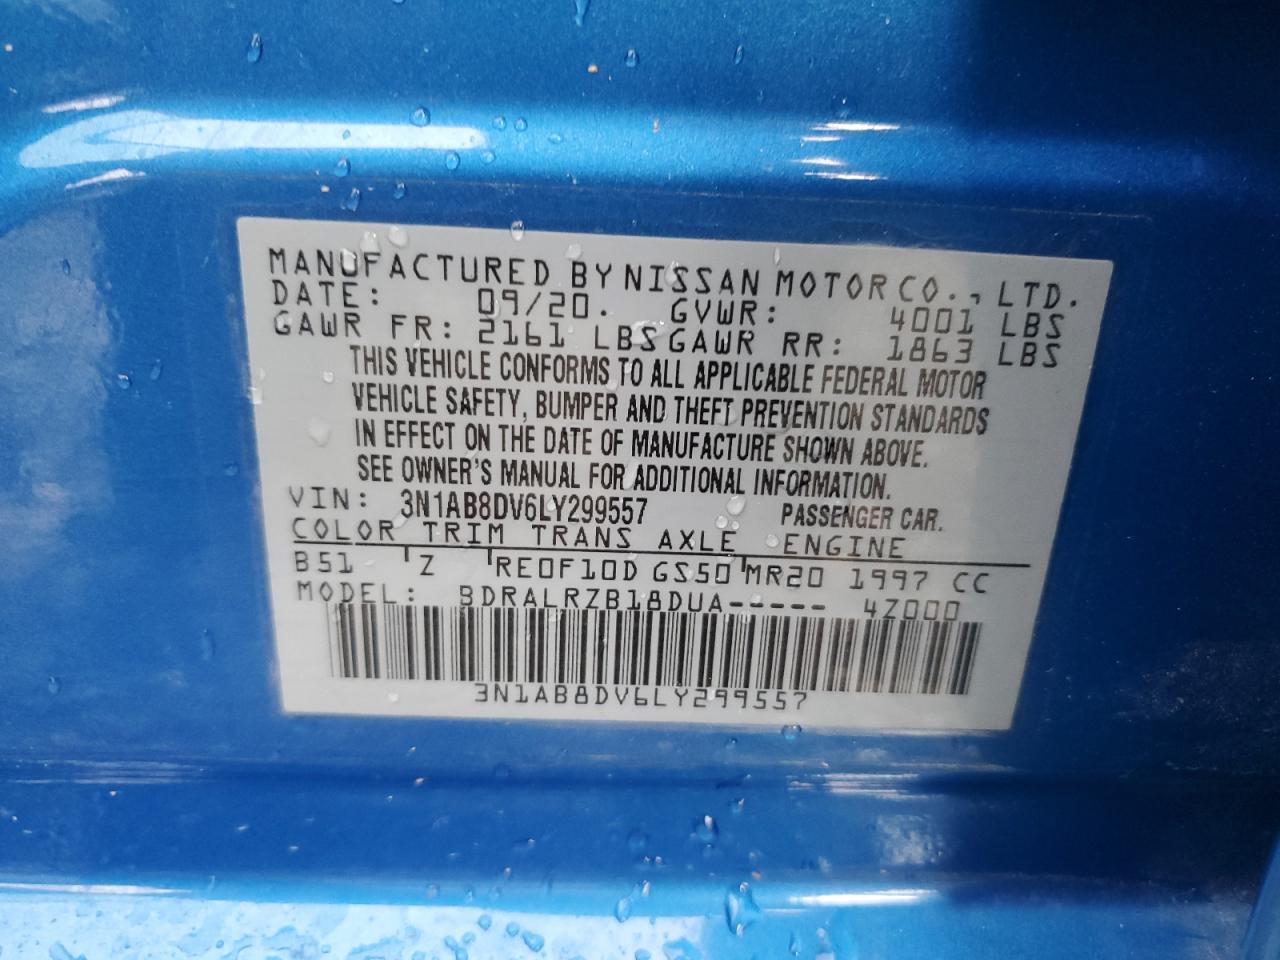 MANUFACTURED BY NISSAN MOTOR CO., LTD.
DATE: 09/20. GVWR: 4001 LBS
GAWR FR: 2161 LBS GAWR RR: 1863 LBS
THIS VEHICLE CONFORMS TO ALL APPLICABLE FEDERAL MOTOR
VEHICLE SAFETY, BUMPER AND THEFT PREVENTION STANDARDS
IN EFFECT ON THE DATE OF MANUFACTURE SHOWN ABOVE.
SEE OWNER'S MANUAL FOR ADDITIONAL INFORMATION.
VIN: 3N1AB8DV6LY299557 PASSENGER CAR.
COLOR TRIM TRANS AXLE ENGINE
B51 Z RE0F10D GS50 MR20 1997 CC
MODEL: BDRALRZB18DUA----- 4Z000
3N1AB8DV6LY299557